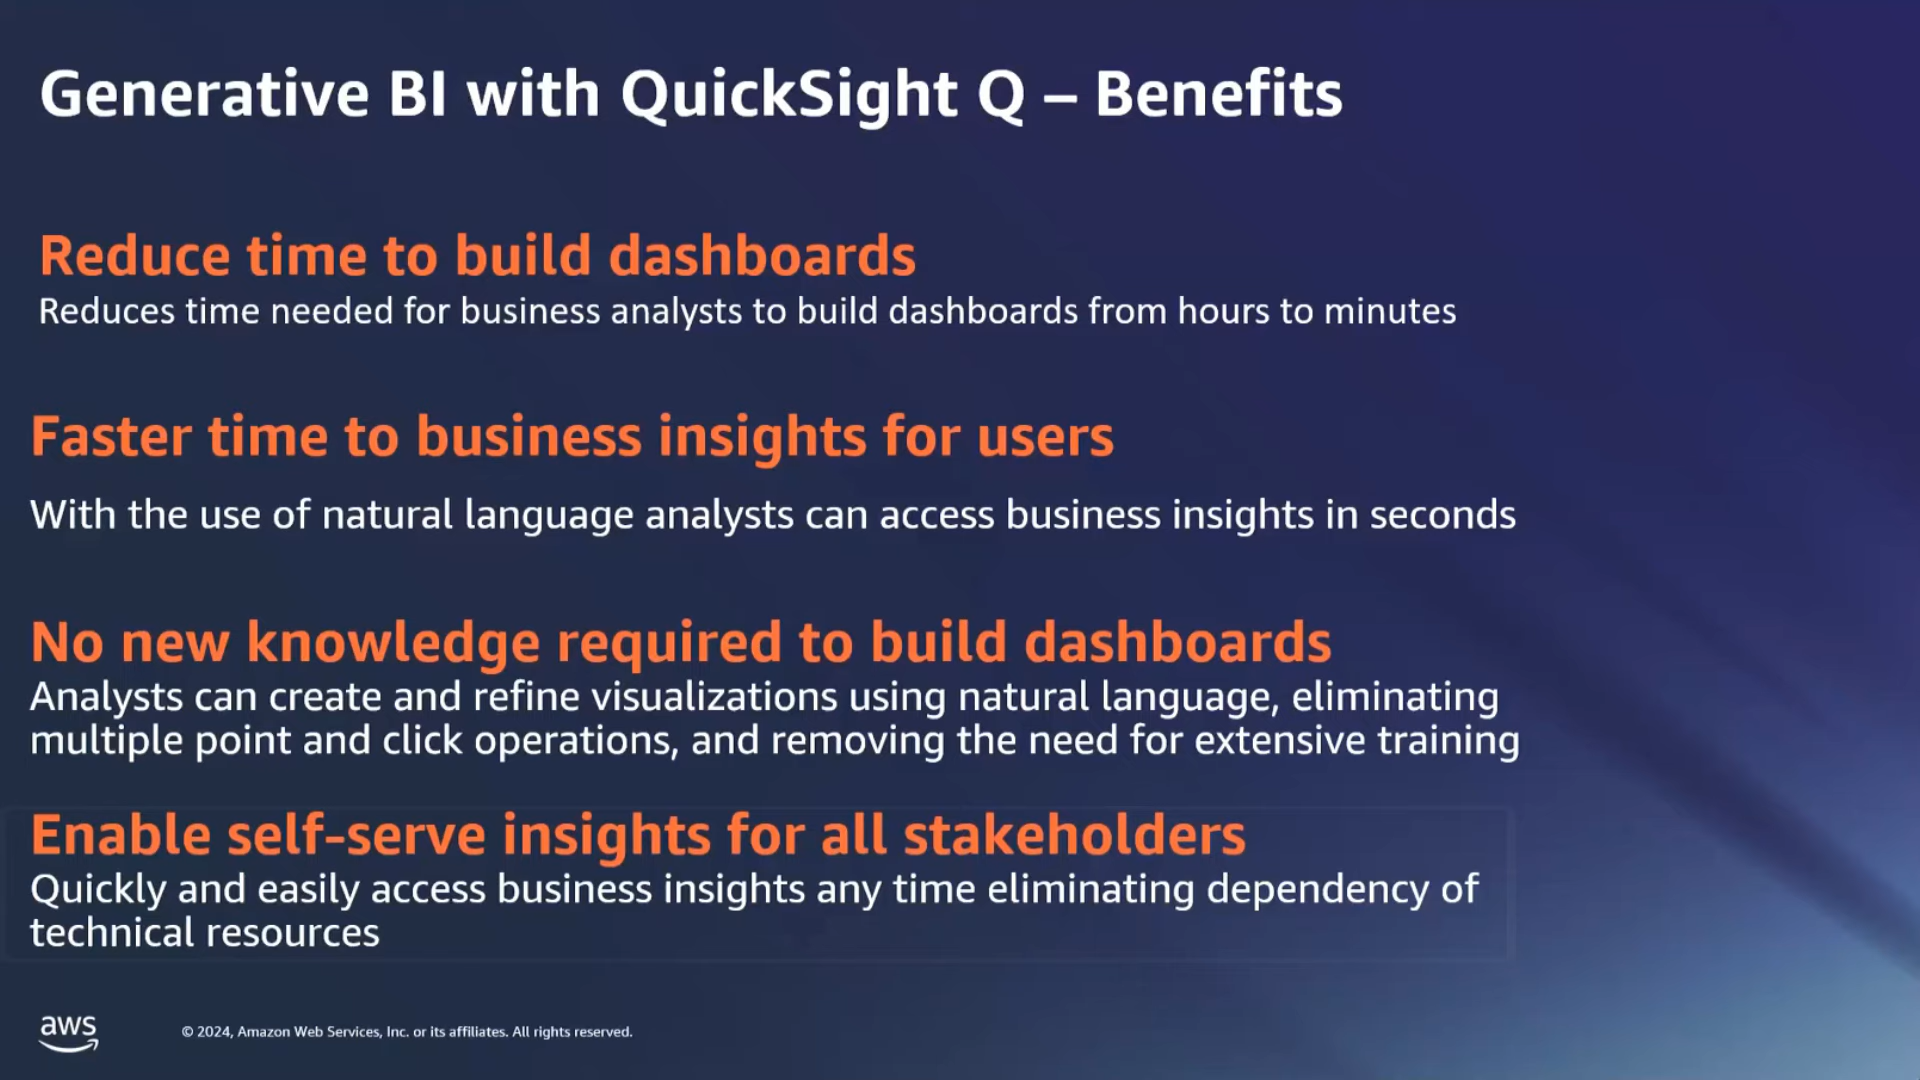 Generative BI with QuickSight Q – Benefits
Reduce time to build dashboards
Reduces time needed for business analysts to build dashboards from hours to minutes
Faster time to business insights for users
With the use of natural language analysts can access business insights in seconds
No new knowledge required to build dashboards
Analysts can create and refine visualizations using natural language, eliminating
multiple point and click operations, and removing the need for extensive training
Enable self-serve insights for all stakeholders
Quickly and easily access business insights any time eliminating dependency of
technical resources
aws
© 2024, Amazon Web Services, Inc. or its affiliates. All rights reserved.